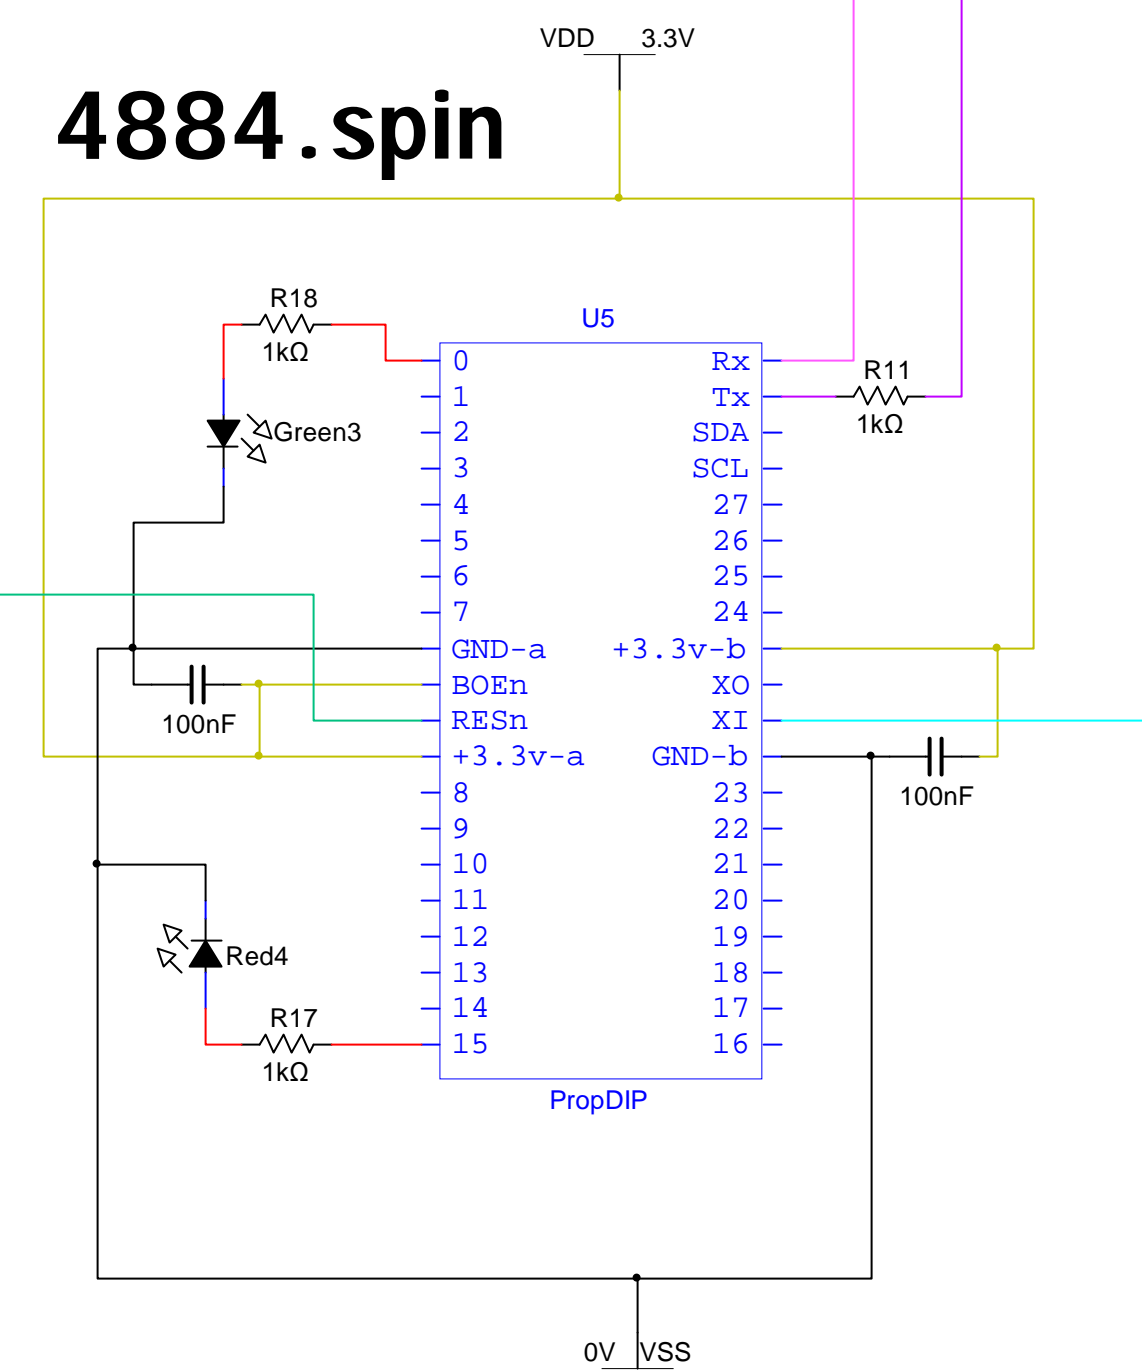 VDD 3.3V
4884.spin
R18
1kΩ
Green3
U5
0 Rx
1 Tx
R11
1kΩ
2 SDA
3 SCL
4 27
5 26
6 25
7 24
GND-a +3.3v-b
BOEn XO
100nF
RESn XI
+3.3v-a GND-b
100nF
8 23
9 22
10 21
11 20
12 19
13 18
14 17
15 16
Red4
R17
1kΩ
PropDIP
0V VSS